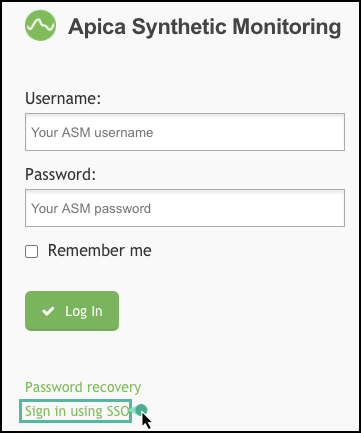 Apica Synthetic Monitoring
Username:
Your ASM username
Password:
Your ASM password
Remember me
Log In
Password recovery
Sign in using SSO